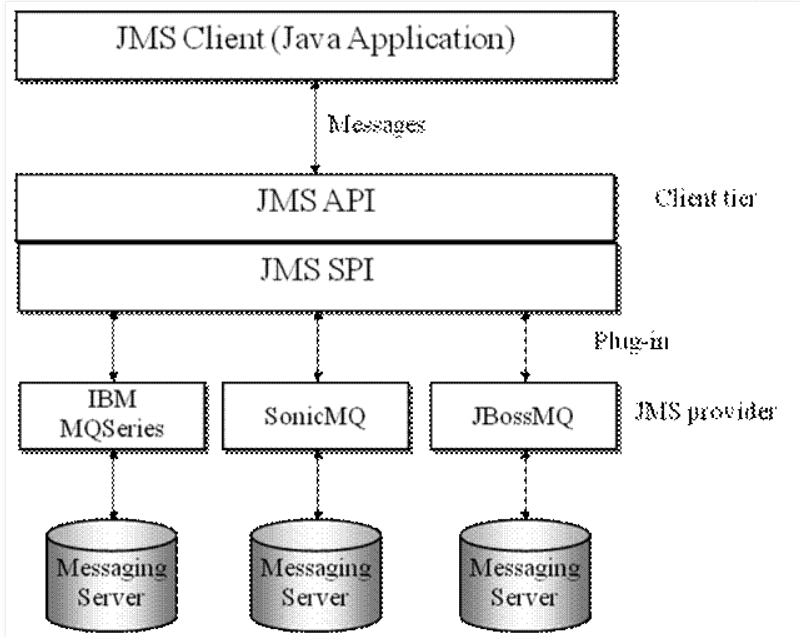 JMS Client (Java Application)
Messages
JMS API
Client tier
JMS SPI
Plug-in
IBM
MQSeries
SonicMQ
JBossMQ
JMS provider
Messaging
Server
Messaging
Server
Messaging
Server